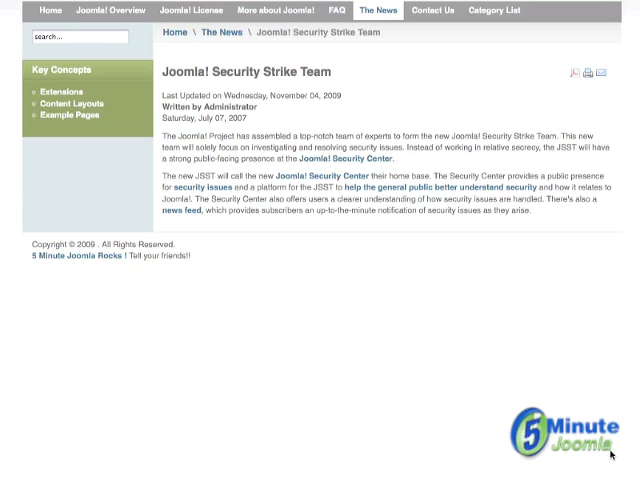 Home Joomla! Overview Joomla! License More about Joomla! FAQ The News Contact Us Category List
search...
Home \ The News \ Joomla! Security Strike Team
Key Concepts
Extensions
Content Layouts
Example Pages
Joomla! Security Strike Team
Last Updated on Wednesday, November 04, 2009
Written by Administrator
Saturday, July 07, 2007
The Joomla! Project has assembled a top-notch team of experts to form the new Joomla! Security Strike Team. This new
team will solely focus on investigating and resolving security issues. Instead of working in relative secrecy, the JSST will have
a strong public-facing presence at the Joomla! Security Center.
The new JSST will call the new Joomla! Security Center their home base. The Security Center provides a public presence
for security issues and a platform for the JSST to help the general public better understand security and how it relates to
Joomla!. The Security Center also offers users a clearer understanding of how security issues are handled. There's also a
news feed, which provides subscribers an up-to-the-minute notification of security issues as they arise.
Copyright © 2009 . All Rights Reserved.
5 Minute Joomla Rocks ! Tell your friends!!
5 Minute
Joomla